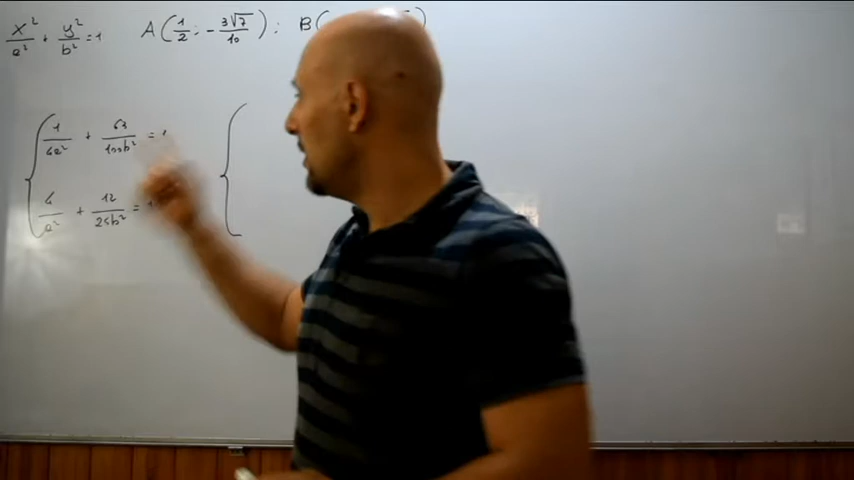 x²/a² + y²/b² = 1   A(1/2 ; -3√7/10) ; B(
1/4a² + 63/100b² = 1
4/a² + 12/25b² = 1